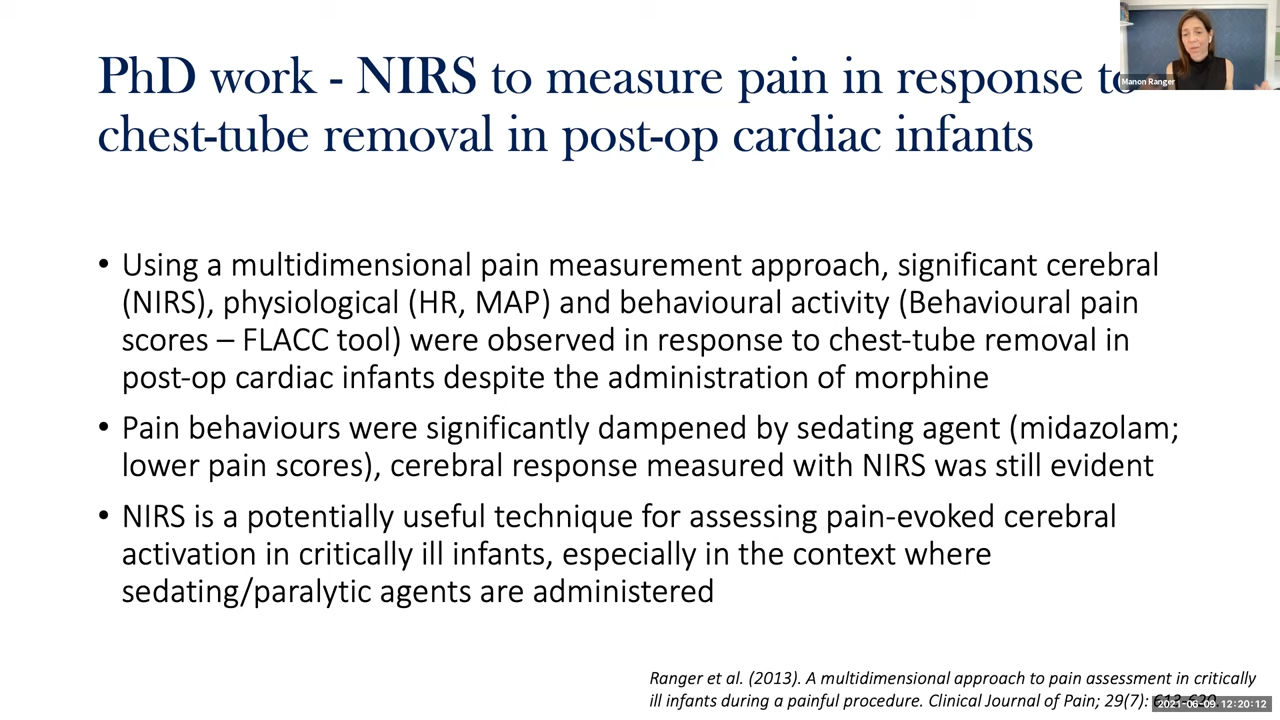 PhD work - NIRS to measure pain in response to
chest-tube removal in post-op cardiac infants
Manon Ranger
• Using a multidimensional pain measurement approach, significant cerebral
(NIRS), physiological (HR, MAP) and behavioural activity (Behavioural pain
scores – FLACC tool) were observed in response to chest-tube removal in
post-op cardiac infants despite the administration of morphine
• Pain behaviours were significantly dampened by sedating agent (midazolam;
lower pain scores), cerebral response measured with NIRS was still evident
• NIRS is a potentially useful technique for assessing pain-evoked cerebral
activation in critically ill infants, especially in the context where
sedating/paralytic agents are administered
Ranger et al. (2013). A multidimensional approach to pain assessment in critically
ill infants during a painful procedure. Clinical Journal of Pain; 29(7):
2021-06-09 12:20:12